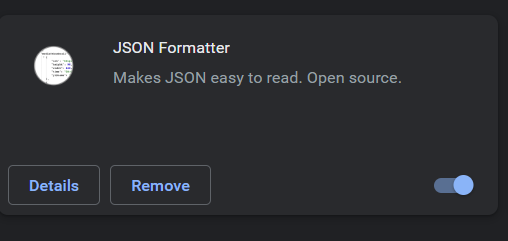 JSON Formatter
Makes JSON easy to read. Open source.
Details
Remove